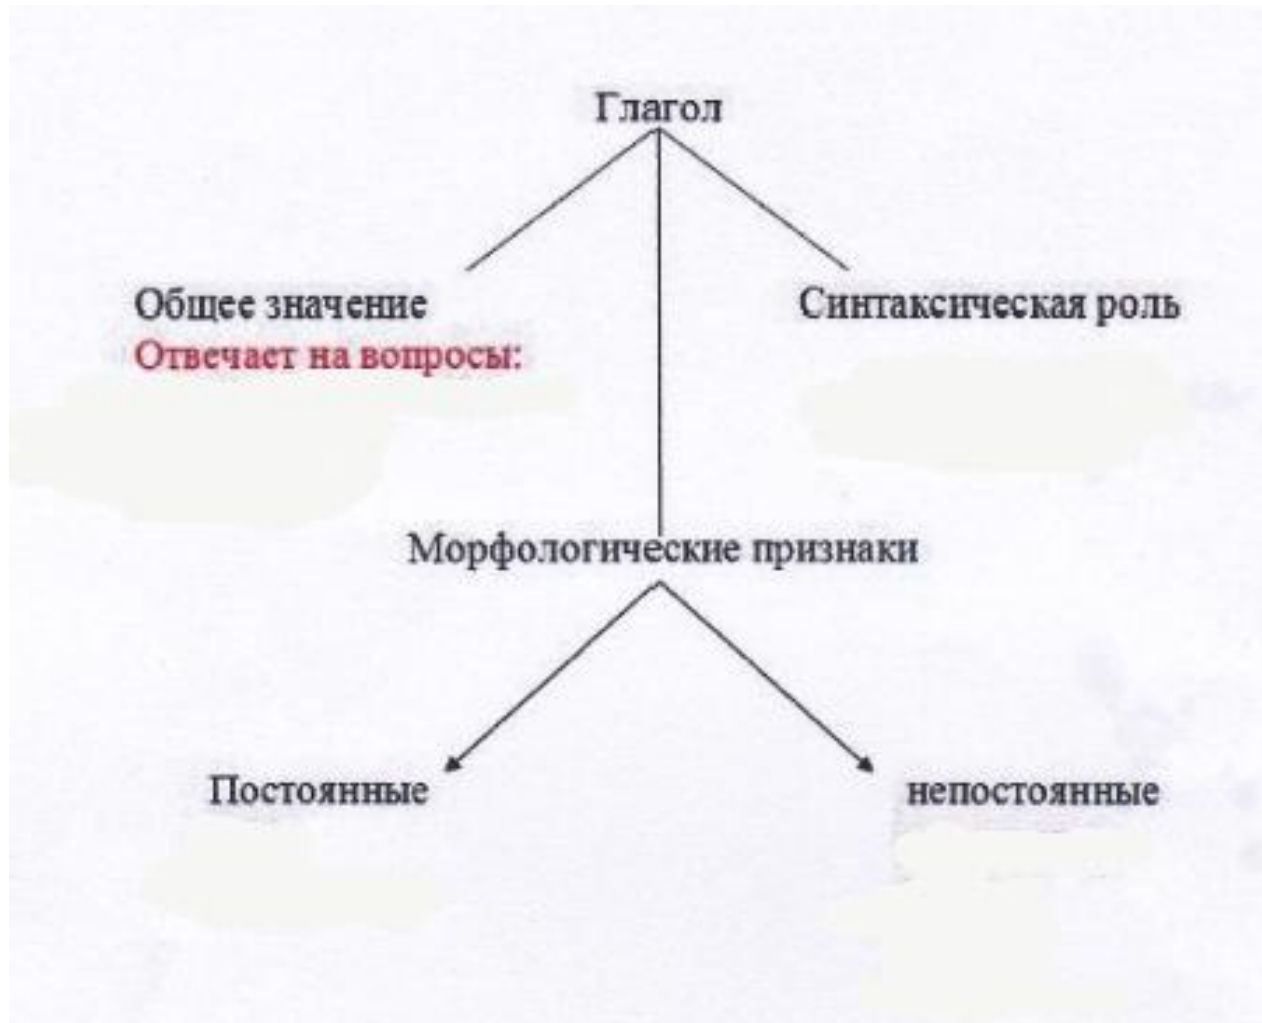 Глагол
Общее значение
Синтаксическая роль
Отвечает на вопросы:
Морфологические признаки
Постоянные
непостоянные